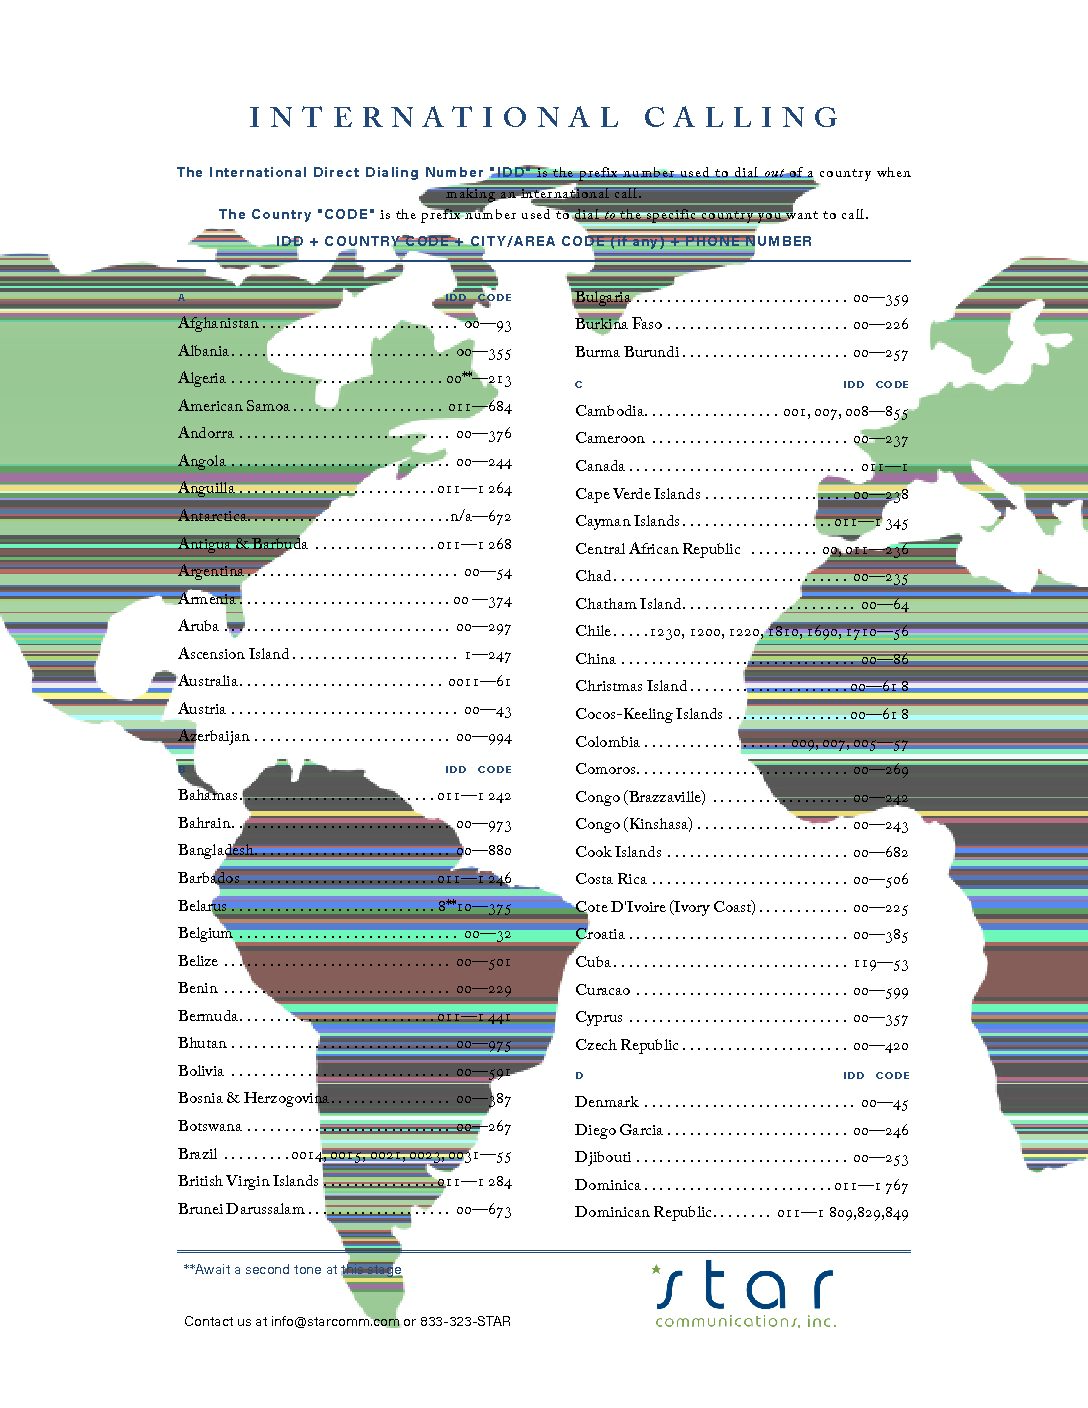 INTERNATIONAL CALLING
The International Direct Dialing Number "IDD" is the prefix number used to dial out of a country when
making an international call.
The Country "CODE" is the prefix number used to dial to the specific country you want to call.
IDD + COUNTRY CODE + CITY/AREA CODE (if any) + PHONE NUMBER
A IDD CODE
Afghanistan 00—93
Albania 00—355
Algeria 00**—213
American Samoa 011—684
Andorra 00—376
Angola 00—244
Anguilla 011—1 264
Antarctica n/a—672
Antigua & Barbuda 011—1 268
Argentina 00—54
Armenia 00—374
Aruba 00—297
Ascension Island 1—247
Australia 0011—61
Austria 00—43
Azerbaijan 00—994
B IDD CODE
Bahamas 011—1 242
Bahrain 00—973
Bangladesh 00—880
Barbados 011—1 246
Belarus 8**10—375
Belgium 00—32
Belize 00—501
Benin 00—229
Bermuda 011—1 441
Bhutan 00—975
Bolivia 00—591
Bosnia & Herzogovina 00—387
Botswana 00—267
Brazil 0014, 0015, 0021, 0023, 0031—55
British Virgin Islands 011—1 284
Brunei Darussalam 00—673
Bulgaria 00—359
Burkina Faso 00—226
Burma Burundi 00—257
C IDD CODE
Cambodia 001, 007, 008—855
Cameroon 00—237
Canada 011—1
Cape Verde Islands 00—238
Cayman Islands 011—1 345
Central African Republic 00, 011—236
Chad 00—235
Chatham Island 00—64
Chile 1230, 1200, 1220, 1810, 1690, 1710—56
China 00—86
Christmas Island 00—61 8
Cocos-Keeling Islands 00—61 8
Colombia 009, 007, 005—57
Comoros 00—269
Congo (Brazzaville) 00—242
Congo (Kinshasa) 00—243
Cook Islands 00—682
Costa Rica 00—506
Cote D'Ivoire (Ivory Coast) 00—225
Croatia 00—385
Cuba 119—53
Curacao 00—599
Cyprus 00—357
Czech Republic 00—420
D IDD CODE
Denmark 00—45
Diego Garcia 00—246
Djibouti 00—253
Dominica 011—1 767
Dominican Republic 011—1 809,829,849
**Await a second tone at this stage
Contact us at info@starcomm.com or 833-323-STAR
star
communications, inc.